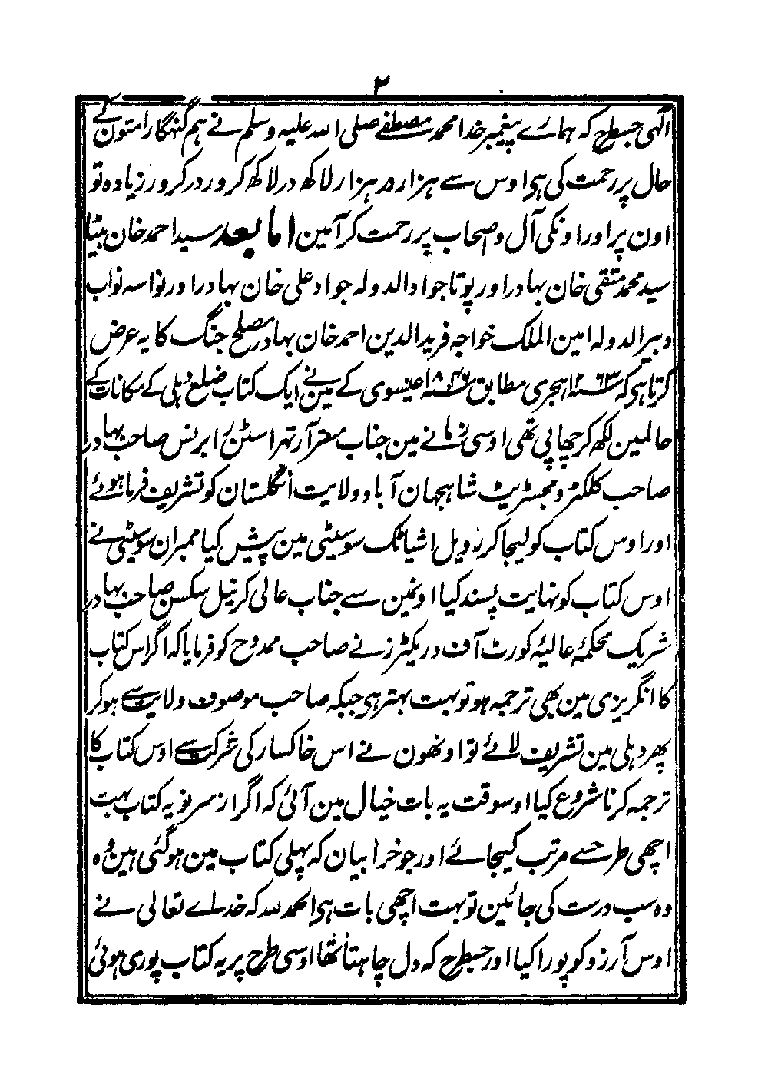 ۲
الہی جسطرح کہ ہمارے پیغمبر خدا محمد مصطفے صلی اللہ علیہ وسلم نے ہم گنہگار امتون کے
حال پر رحمت کی ہی اوس سے ہزار در ہزار لاکھ در لاکھ کرور در کرور زیادہ تو
اون پر اور اونکی آل و اصحاب پر رحمت کر آمین اما بعد سید احمد خان بیٹا
سید محمد متقی خان بہادر اور پوتا جواد الدولہ جواد علی خان بہادر اور نواسہ نواب
دبیر الدولہ امین الملک خواجہ فرید الدین احمد خان بہادر مصلح جنگ کا یہ عرض
کرتا ہی کہ ۱۲۶۳ ہجری مطابق ۱۸۴۷ عیسوی کے مین نے ایک کتاب ضلع دہلی کے مکانات کے
حالمین لکھ کر چھاپی تھی اوسی زمانے مین جناب مسٹر آرتھر اسٹن رابرٹس صاحب بہادر
صاحب کلکٹر و مجسٹریٹ شاہجہان آباد ولایت انگلستان کو تشریف فرما ہوئے
اور اوس کتاب کو لیجا کر رویل اشیاٹک سوسیٹی مین پیش کیا ممبران سوسیٹی نے
اوس کتاب کو نہایت پسند کیا اونمین سے جناب عالی کرنیل سکسن صاحب بہادر
شریک محکمۂ عالیۂ کورٹ آف دریکٹرز نے صاحب ممدوح کو فرمایا کہ اگر اس کتاب
کا انگریزی مین بھی ترجمہ ہو تو بہت بہتر ہی جبکہ صاحب موصوف ولایت سے ہو کر
پھر دہلی مین تشریف لائے تو اونھون نے اس خاکسار کی شرکت سے اوس کتاب کا
ترجمہ کرنا شروع کیا اوسوقت یہ بات خیال مین آئی کہ اگر از سر نو یہ کتاب بہت
اچھی طرحسے مرتب کیجائے اور جو خرابیان کہ پہلی کتاب مین ہو گئی ہین وہ
وہ سب درست کی جائین تو بہت اچھی بات ہی الحمد للہ کہ خداے تعالی نے
اوس آرزو کو پورا کیا اور جسطرح کہ دل چاہتا تھا اوسی طرح پر یہ کتاب پوری ہوئی